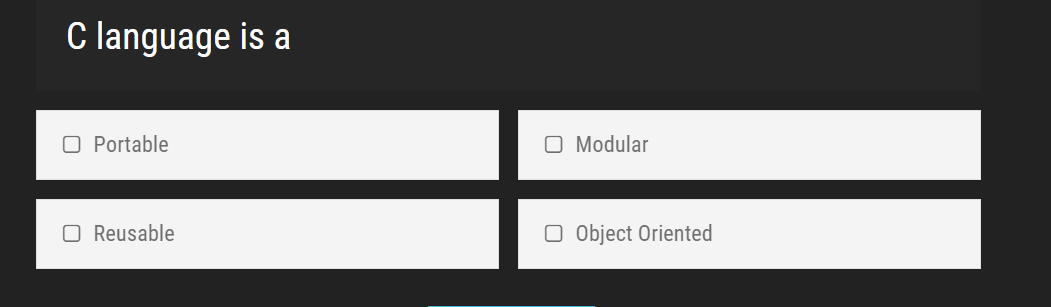 C language is a
Portable
Modular
Reusable
Object Oriented